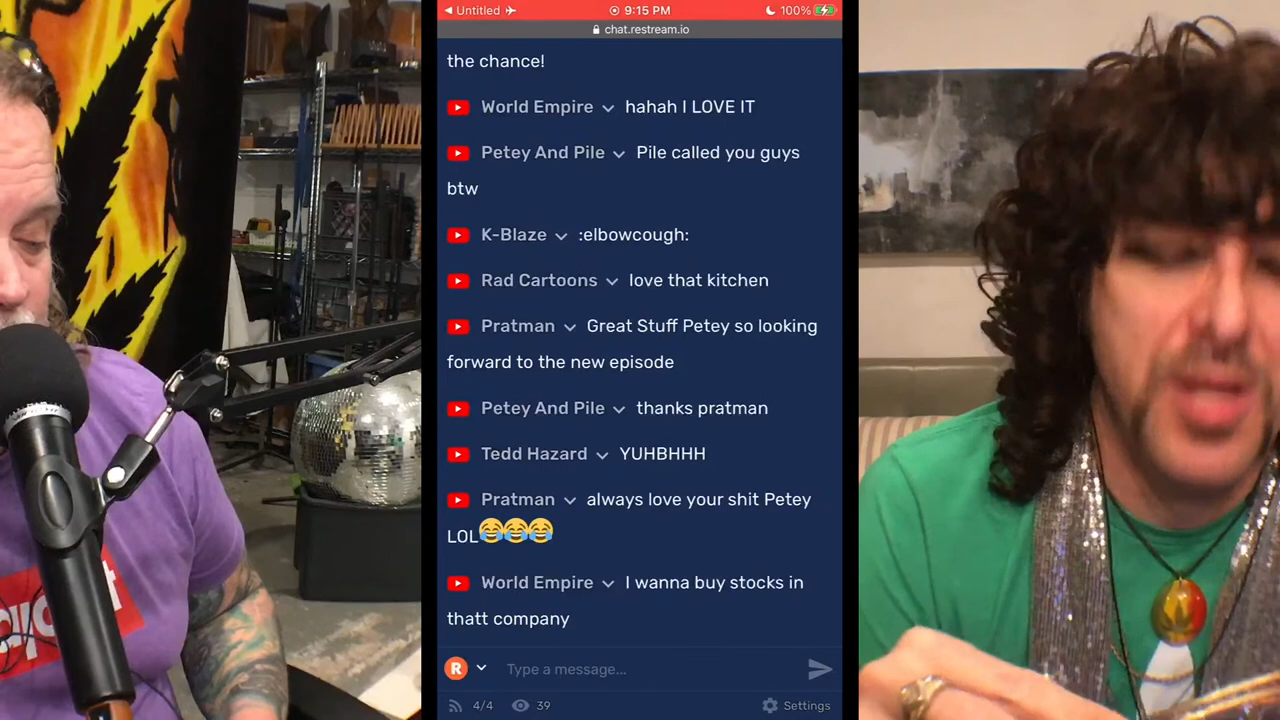 Untitled
9:15 PM
100%
chat.restream.io
the chance!
World Empire hahah I LOVE IT
Petey And Pile Pile called you guys
btw
K-Blaze :elbowcough:
Rad Cartoons love that kitchen
Pratman Great Stuff Petey so looking
forward to the new episode
Petey And Pile thanks pratman
Tedd Hazard YUHBHHH
Pratman always love your shit Petey
LOL😂😂😂
World Empire I wanna buy stocks in
thatt company
R Type a message...
4/4 39 Settings